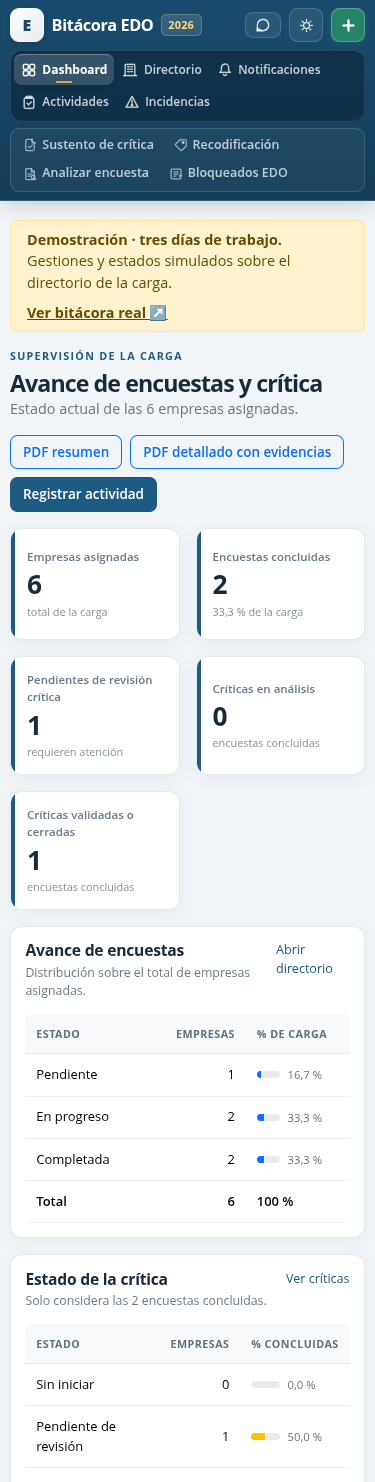 E Bitácora EDO 2026
Dashboard Directorio Notificaciones
Actividades Incidencias
Sustento de crítica Recodificación
Analizar encuesta Bloqueados EDO
Demostración · tres días de trabajo.
Gestiones y estados simulados sobre el
directorio de la carga.
Ver bitácora real ↗
SUPERVISIÓN DE LA CARGA
Avance de encuestas y crítica
Estado actual de las 6 empresas asignadas.
PDF resumen PDF detallado con evidencias
Registrar actividad
Empresas asignadas
6
total de la carga
Encuestas concluidas
2
33,3 % de la carga
Pendientes de revisión
crítica
1
requieren atención
Críticas en análisis
0
encuestas concluidas
Críticas validadas o
cerradas
1
encuestas concluidas
Avance de encuestas
Distribución sobre el total de empresas
asignadas.
Abrir
directorio
ESTADO EMPRESAS % DE CARGA
Pendiente 1 16,7 %
En progreso 2 33,3 %
Completada 2 33,3 %
Total 6 100 %
Estado de la crítica Ver críticas
Solo considera las 2 encuestas concluidas.
ESTADO EMPRESAS % CONCLUIDAS
Sin iniciar 0 0,0 %
Pendiente de
revisión 1 50,0 %